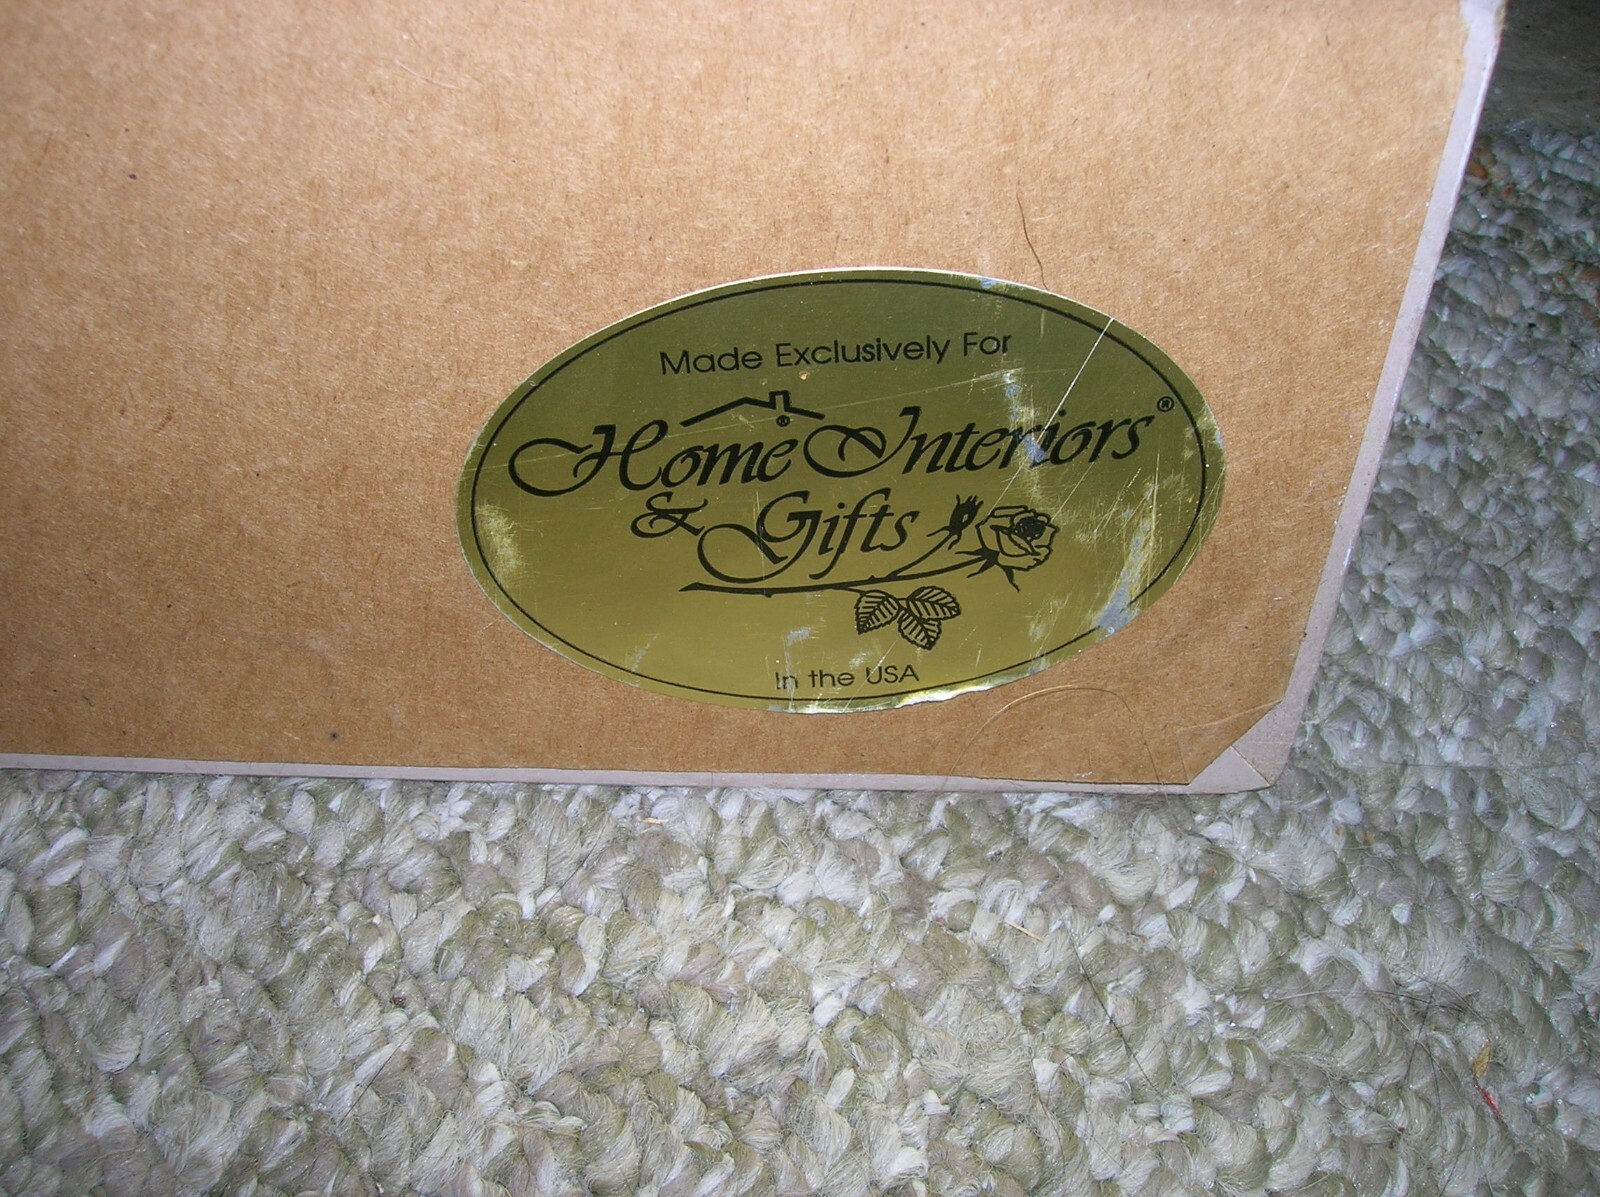 Made Exclusively For
Home Interiors®
& Gifts
In the USA